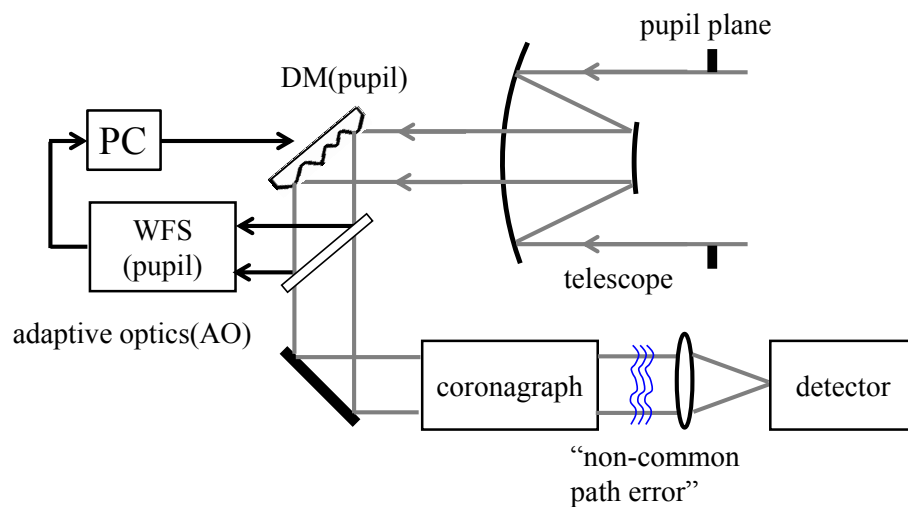 pupil plane
DM(pupil)
PC
WFS
(pupil)
telescope
adaptive optics(AO)
coronagraph
detector
“non-common
path error”